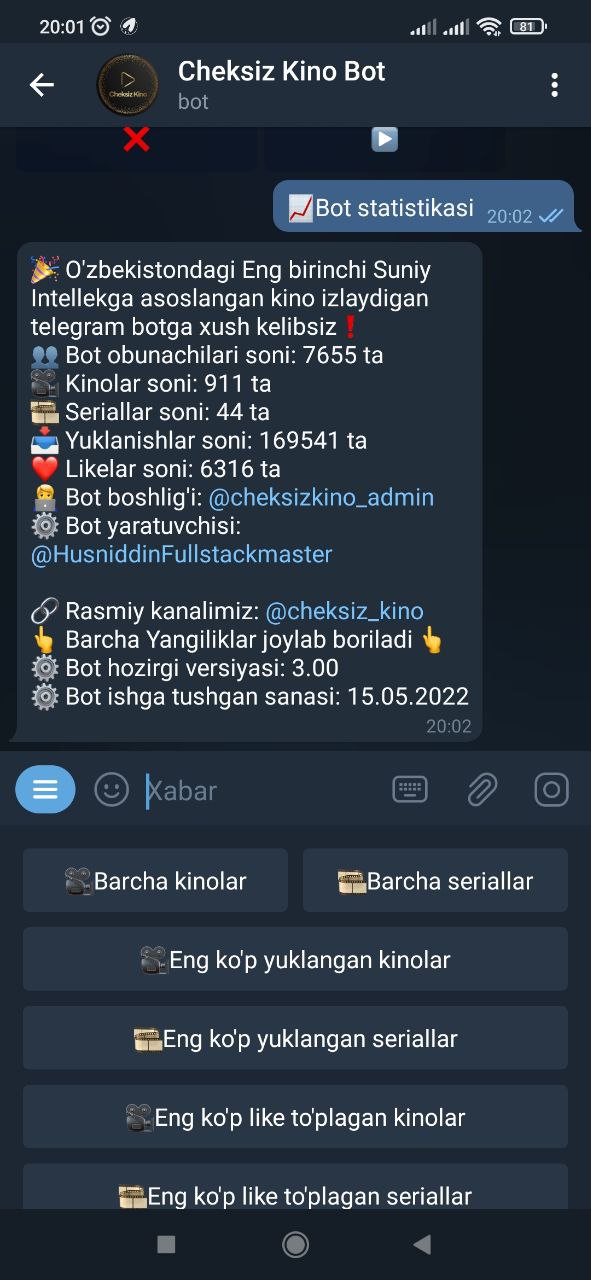 20:01
81
Cheksiz Kino Bot
Cheksiz Kino
bot
📈Bot statistikasi 20:02
🎉 O'zbekistondagi Eng birinchi Suniy
Intellekga asoslangan kino izlaydigan
telegram botga xush kelibsiz❗
👥 Bot obunachilari soni: 7655 ta
🎥 Kinolar soni: 911 ta
🎞 Seriallar soni: 44 ta
📥 Yuklanishlar soni: 169541 ta
❤️ Likelar soni: 6316 ta
🧑‍💻 Bot boshlig'i: @cheksizkino_admin
⚙️ Bot yaratuvchisi:
@HusniddinFullstackmaster
🔗 Rasmiy kanalimiz: @cheksiz_kino
👆 Barcha Yangiliklar joylab boriladi 👆
⚙️ Bot hozirgi versiyasi: 3.00
⚙️ Bot ishga tushgan sanasi: 15.05.2022
20:02
Xabar
🎥Barcha kinolar
🎞Barcha seriallar
🎥Eng ko'p yuklangan kinolar
🎞Eng ko'p yuklangan seriallar
🎥Eng ko'p like to'plagan kinolar
🎞Eng ko'p like to'plagan seriallar